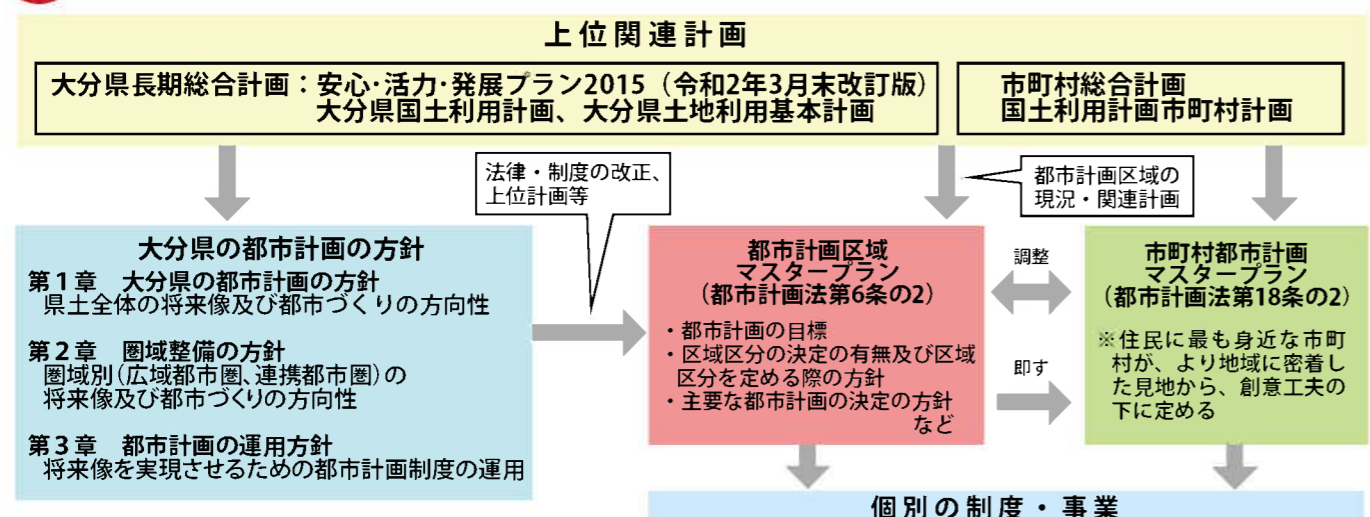 上位関連計画
大分県長期総合計画：安心･活力･発展プラン2015（令和2年3月末改訂版）
大分県国土利用計画、大分県土地利用基本計画
市町村総合計画
国土利用計画市町村計画
法律・制度の改正、
上位計画等
都市計画区域の
現況・関連計画
大分県の都市計画の方針
第１章　大分県の都市計画の方針
県土全体の将来像及び都市づくりの方向性
第２章　圏域整備の方針
圏域別（広域都市圏、連携都市圏）の
将来像及び都市づくりの方向性
第３章　都市計画の運用方針
将来像を実現させるための都市計画制度の運用
都市計画区域
マスタープラン
（都市計画法第6条の2）
・都市計画の目標
・区域区分の決定の有無及び区域
区分を定める際の方針
・主要な都市計画の決定の方針
など
調整
即す
市町村都市計画
マスタープラン
（都市計画法第18条の2）
※住民に最も身近な市町
村が、より地域に密着し
た見地から、創意工夫の
下に定める
個別の制度・事業